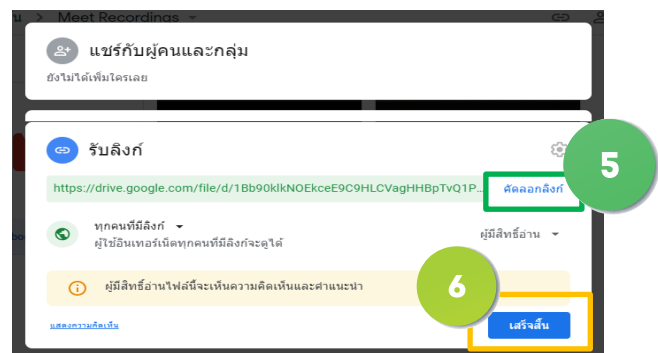 Meet Recordings
แชร์กับผู้คนและกลุ่ม
ยังไม่ได้เพิ่มใครเลย
รับลิงก์
https://drive.google.com/file/d/1Bb90klkNOEkceE9C9HLCVagHHBpTvQ1P... คัดลอกลิงก์
5
ทุกคนที่มีลิงก์
ผู้ใช้อินเทอร์เน็ตทุกคนที่มีลิงก์จะดูได้
ผู้มีสิทธิ์อ่าน
ผู้มีสิทธิ์อ่านไฟล์นี้จะเห็นความคิดเห็นและคำแนะนำ
6
แสดงความคิดเห็น
เสร็จสิ้น